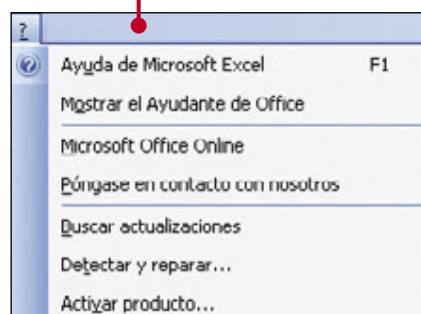 ?
Ayuda de Microsoft Excel F1
Mostrar el Ayudante de Office
Microsoft Office Online
Póngase en contacto con nosotros
Buscar actualizaciones
Detectar y reparar...
Activar producto...